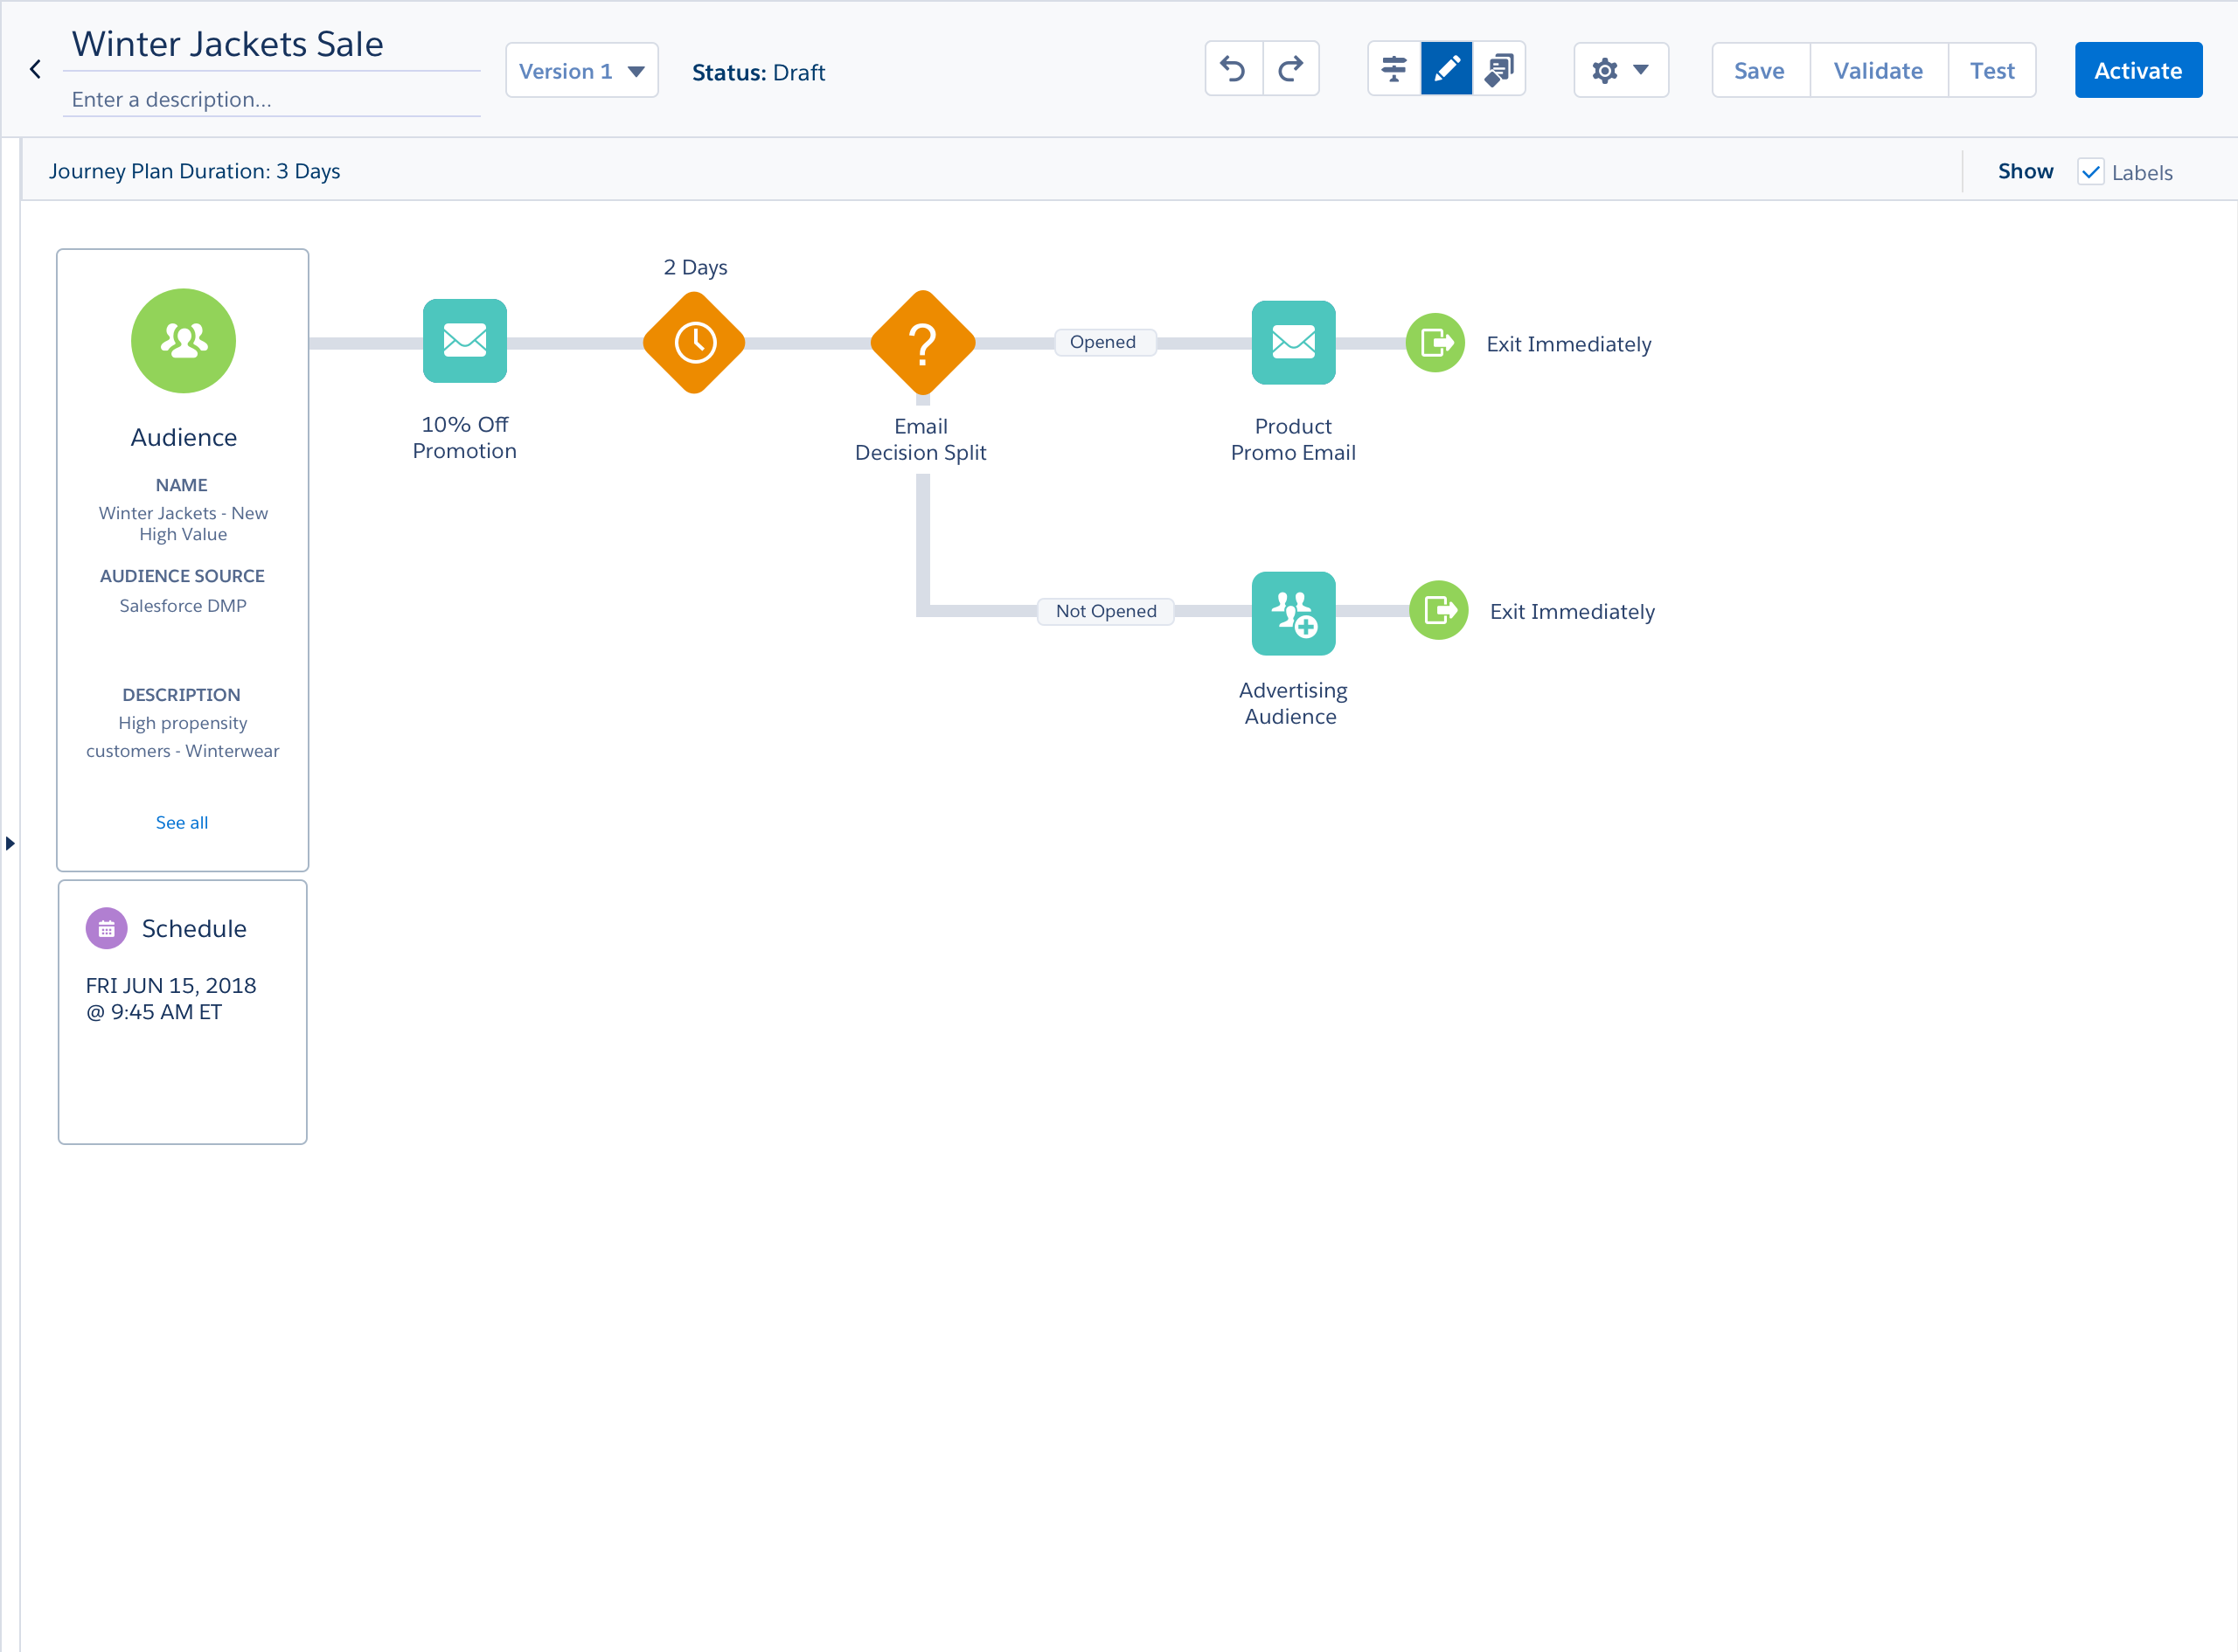 Winter Jackets Sale
Enter a description...
Version 1
Status: Draft
Save
Validate
Test
Activate
Journey Plan Duration: 3 Days
Show
Labels
Audience
NAME
Winter Jackets - New
High Value
AUDIENCE SOURCE
Salesforce DMP
DESCRIPTION
High propensity
customers - Winterwear
See all
Schedule
FRI JUN 15, 2018
@ 9:45 AM ET
10% Off
Promotion
2 Days
Email
Decision Split
Opened
Product
Promo Email
Exit Immediately
Not Opened
Advertising
Audience
Exit Immediately